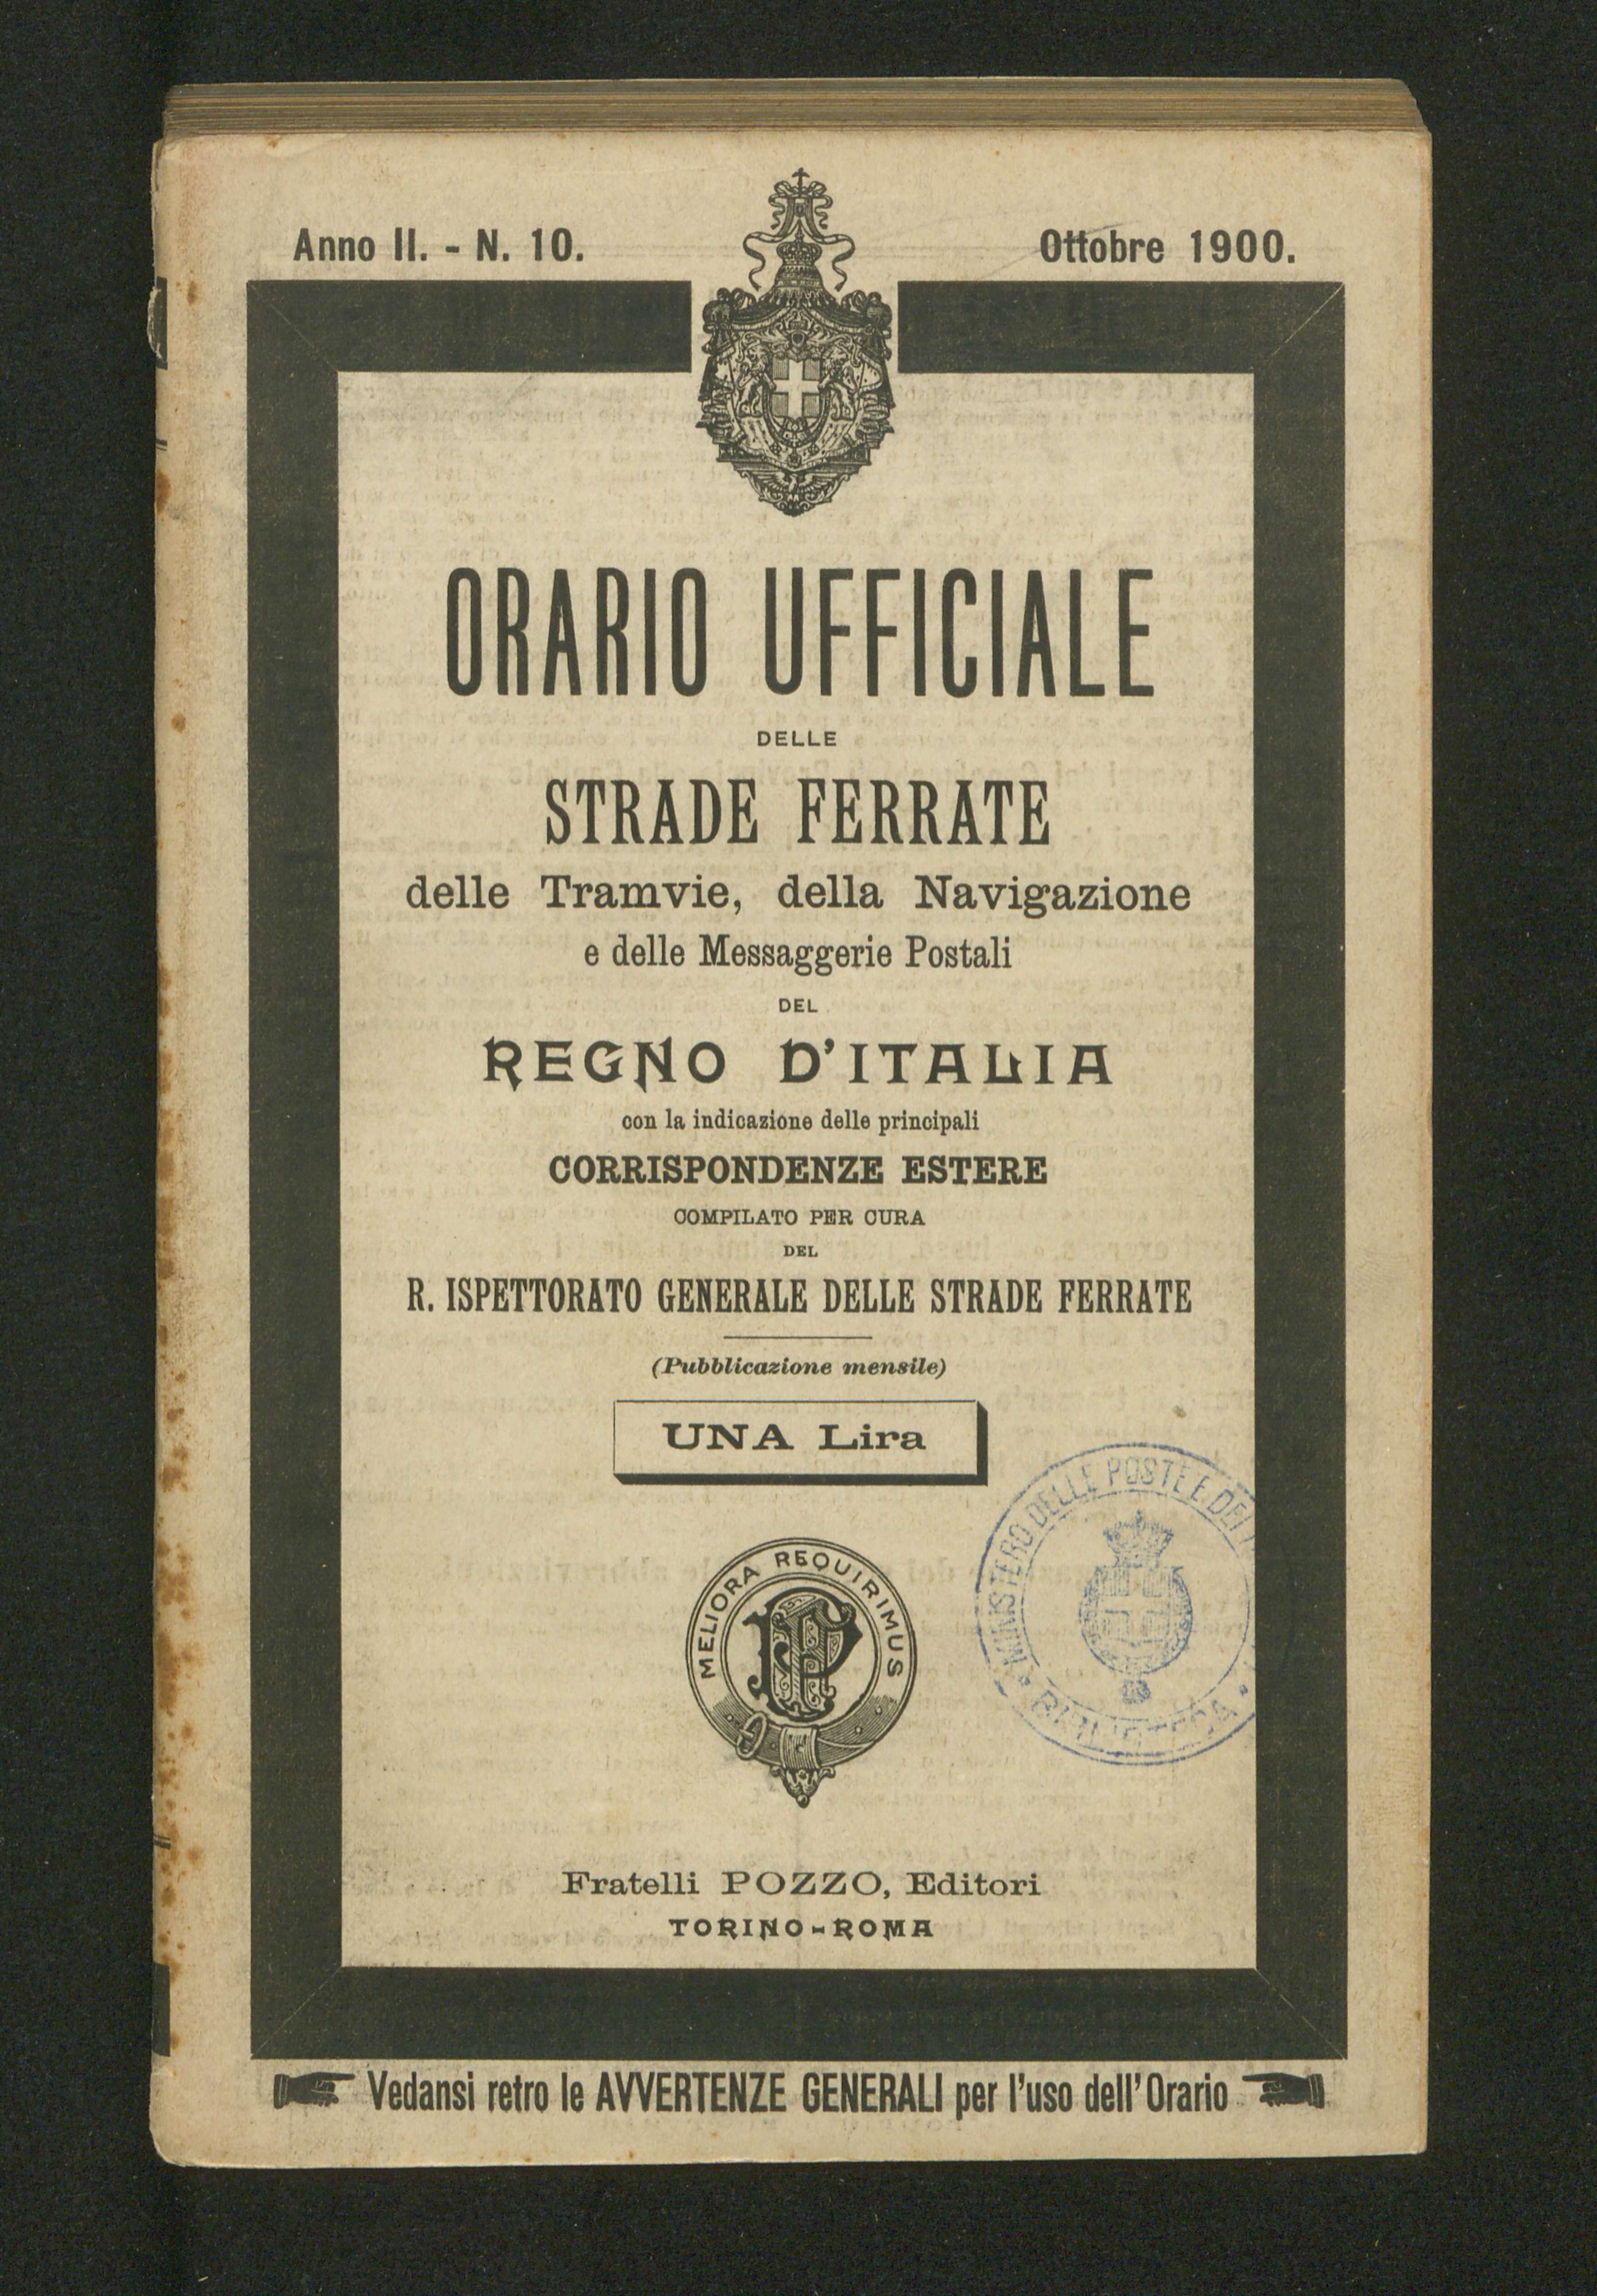 Anno II. - N. 10.
Ottobre 1900.
ORARIO UFFICIALE
DELLE
STRADE FERRATE
delle Tramvie, della Navigazione
e delle Messaggerie Postali
DEL
REGNO D'ITALIA
con la indicazione delle principali
CORRISPONDENZE ESTERE
COMPILATO PER CURA
DEL
R. ISPETTORATO GENERALE DELLE STRADE FERRATE
(Pubblicazione mensile)
UNA Lira
MINISTERO DELLE POSTE E DEI
BIBLIOTECA
MELIORA REQUIRIMUS
Fratelli POZZO, Editori
TORINO-ROMA
Vedansi retro le AVVERTENZE GENERALI per l'uso dell'Orario